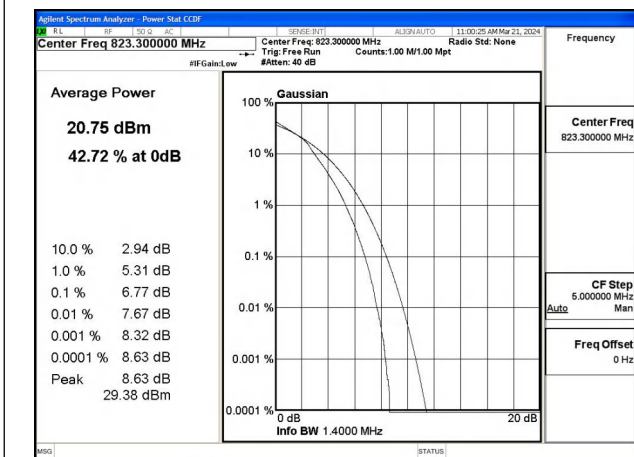 Agilent Spectrum Analyzer - Power Stat CCDF
RL RF 50 Ω AC SENSE:INT ALIGN AUTO 11:00:25 AM Mar 21, 2024
Center Freq 823.300000 MHz
Center Freq: 823.300000 MHz Radio Std: None
Trig: Free Run Counts:1.00 M/1.00 Mpt
#IFGain:Low #Atten: 40 dB
Frequency
Average Power
20.75 dBm
42.72 % at 0dB
10.0 % 2.94 dB
1.0 % 5.31 dB
0.1 % 6.77 dB
0.01 % 7.67 dB
0.001 % 8.32 dB
0.0001 % 8.63 dB
Peak 8.63 dB
29.38 dBm
Gaussian
100 %
10 %
1 %
0.1 %
0.01 %
0.001 %
0.0001 %
0 dB 20 dB
Info BW 1.4000 MHz
Center Freq
823.300000 MHz
CF Step
5.000000 MHz
Auto Man
Freq Offset
0 Hz
MSG STATUS